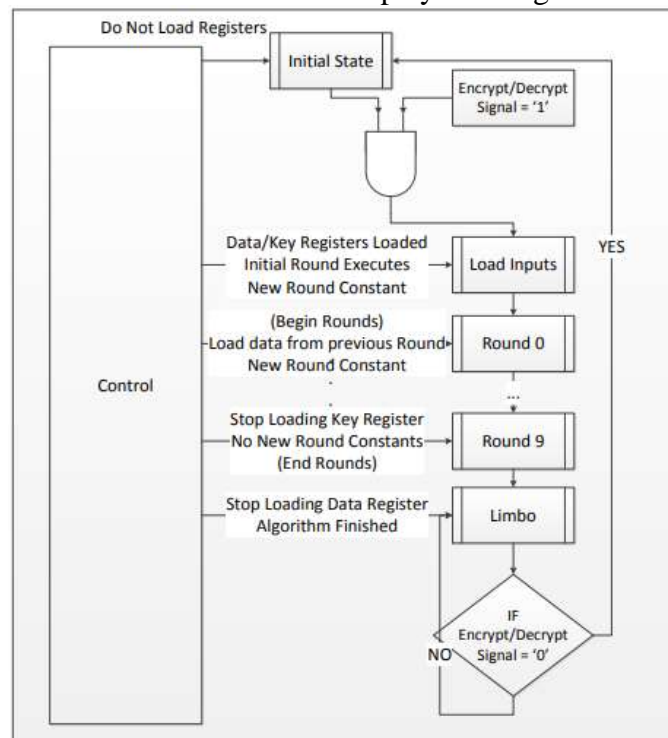 Do Not Load Registers
Initial State
Encrypt/Decrypt
Signal = '1'
Data/Key Registers Loaded
Initial Round Executes
New Round Constant
Load Inputs
YES
(Begin Rounds)
Load data from previous Round
New Round Constant
Round 0
.
.
...
Control
Stop Loading Key Register
No New Round Constants
(End Rounds)
Round 9
Stop Loading Data Register
Algorithm Finished
Limbo
IF
Encrypt/Decrypt
Signal = '0'
NO